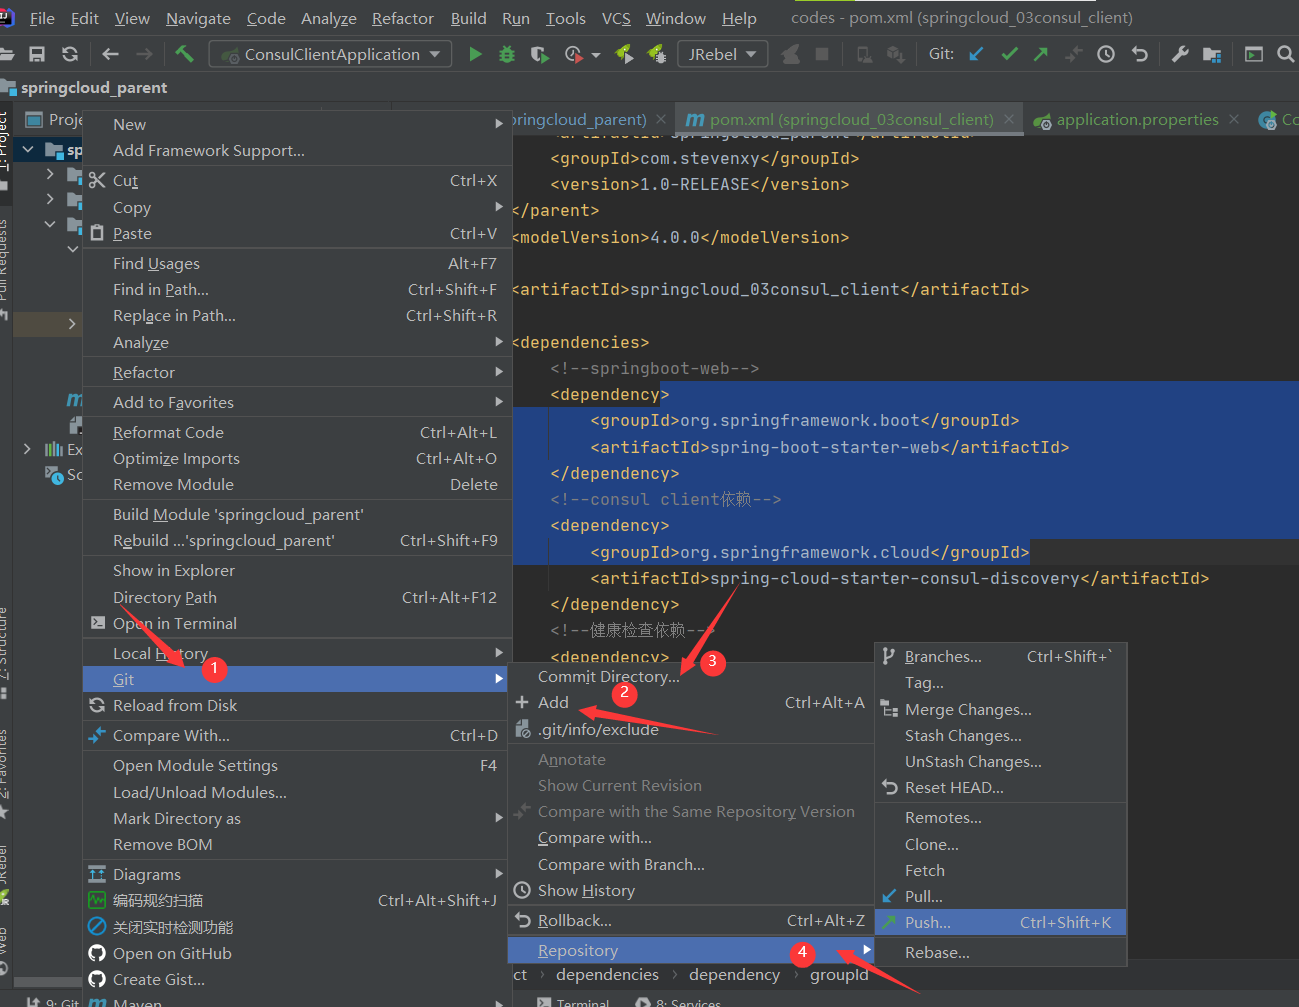 File Edit View Navigate Code Analyze Refactor Build Run Tools VCS Window Help codes - pom.xml (springcloud_03consul_client)
ConsulClientApplication JRebel Git:
springcloud_parent
1: Project
Pull Requests
7: Structure
2: Favorites
JRebel
Web
Proje
sp
m
Ex
Sc
pringcloud_parent) pom.xml (springcloud_03consul_client) application.properties Co
New
Add Framework Support...
Cut Ctrl+X
Copy
Paste Ctrl+V
Find Usages Alt+F7
Find in Path... Ctrl+Shift+F
Replace in Path... Ctrl+Shift+R
Analyze
Refactor
Add to Favorites
Reformat Code Ctrl+Alt+L
Optimize Imports Ctrl+Alt+O
Remove Module Delete
Build Module 'springcloud_parent'
Rebuild ...'springcloud_parent' Ctrl+Shift+F9
Show in Explorer
Directory Path Ctrl+Alt+F12
Open in Terminal
Local History
Git
1
Reload from Disk
Compare With... Ctrl+D
Open Module Settings F4
Load/Unload Modules...
Mark Directory as
Remove BOM
Diagrams
编码规约扫描 Ctrl+Alt+Shift+J
关闭实时检测功能
Open on GitHub
Create Gist...
Maven
<artifactId>springcloud_parent</artifactId>
<groupId>com.stevenxy</groupId>
<version>1.0-RELEASE</version>
</parent>
<modelVersion>4.0.0</modelVersion>
<artifactId>springcloud_03consul_client</artifactId>
<dependencies>
<!--springboot-web-->
<dependency>
<groupId>org.springframework.boot</groupId>
<artifactId>spring-boot-starter-web</artifactId>
</dependency>
<!--consul client依赖-->
<dependency>
<groupId>org.springframework.cloud</groupId>
<artifactId>spring-cloud-starter-consul-discovery</artifactId>
</dependency>
<!--健康检查依赖-->
<dependency>
Commit Directory...
3
2
Add Ctrl+Alt+A
.git/info/exclude
Annotate
Show Current Revision
Compare with the Same Repository Version
Compare with...
Compare with Branch...
Show History
Rollback... Ctrl+Alt+Z
Repository
4
Branches... Ctrl+Shift+`
Tag...
Merge Changes...
Stash Changes...
UnStash Changes...
Reset HEAD...
Remotes...
Clone...
Fetch
Pull...
Push... Ctrl+Shift+K
Rebase...
ct › dependencies › dependency › groupId
9: Git Terminal 8: Services